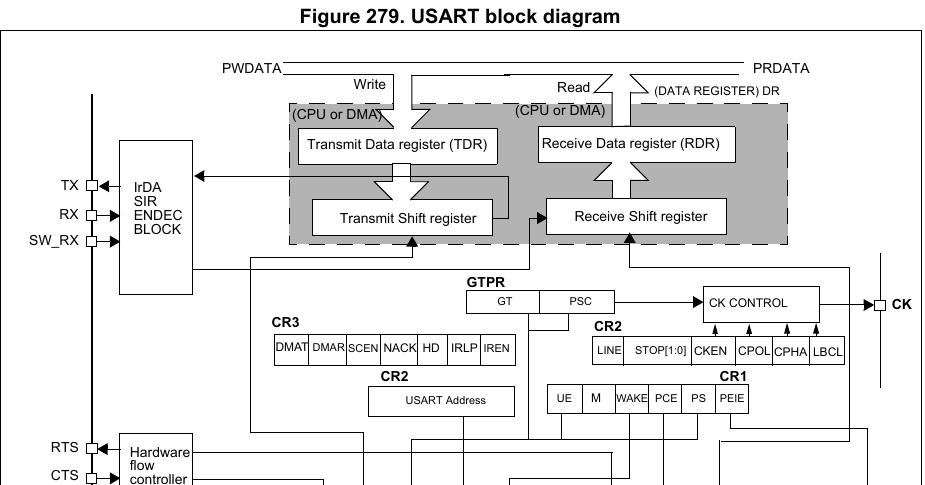 Figure 279. USART block diagram
PWDATA
PRDATA
Write
Read
(DATA REGISTER) DR
(CPU or DMA)
(CPU or DMA)
Transmit Data register (TDR)
Receive Data register (RDR)
TX
RX
SW_RX
IrDA
SIR
ENDEC
BLOCK
Transmit Shift register
Receive Shift register
GTPR
GT
PSC
CK CONTROL
CK
CR3
DMAT
DMAR
SCEN
NACK
HD
IRLP
IREN
CR2
LINE
STOP[1:0]
CKEN
CPOL
CPHA
LBCL
CR2
USART Address
CR1
UE
M
WAKE
PCE
PS
PEIE
RTS
CTS
Hardware
flow
controller